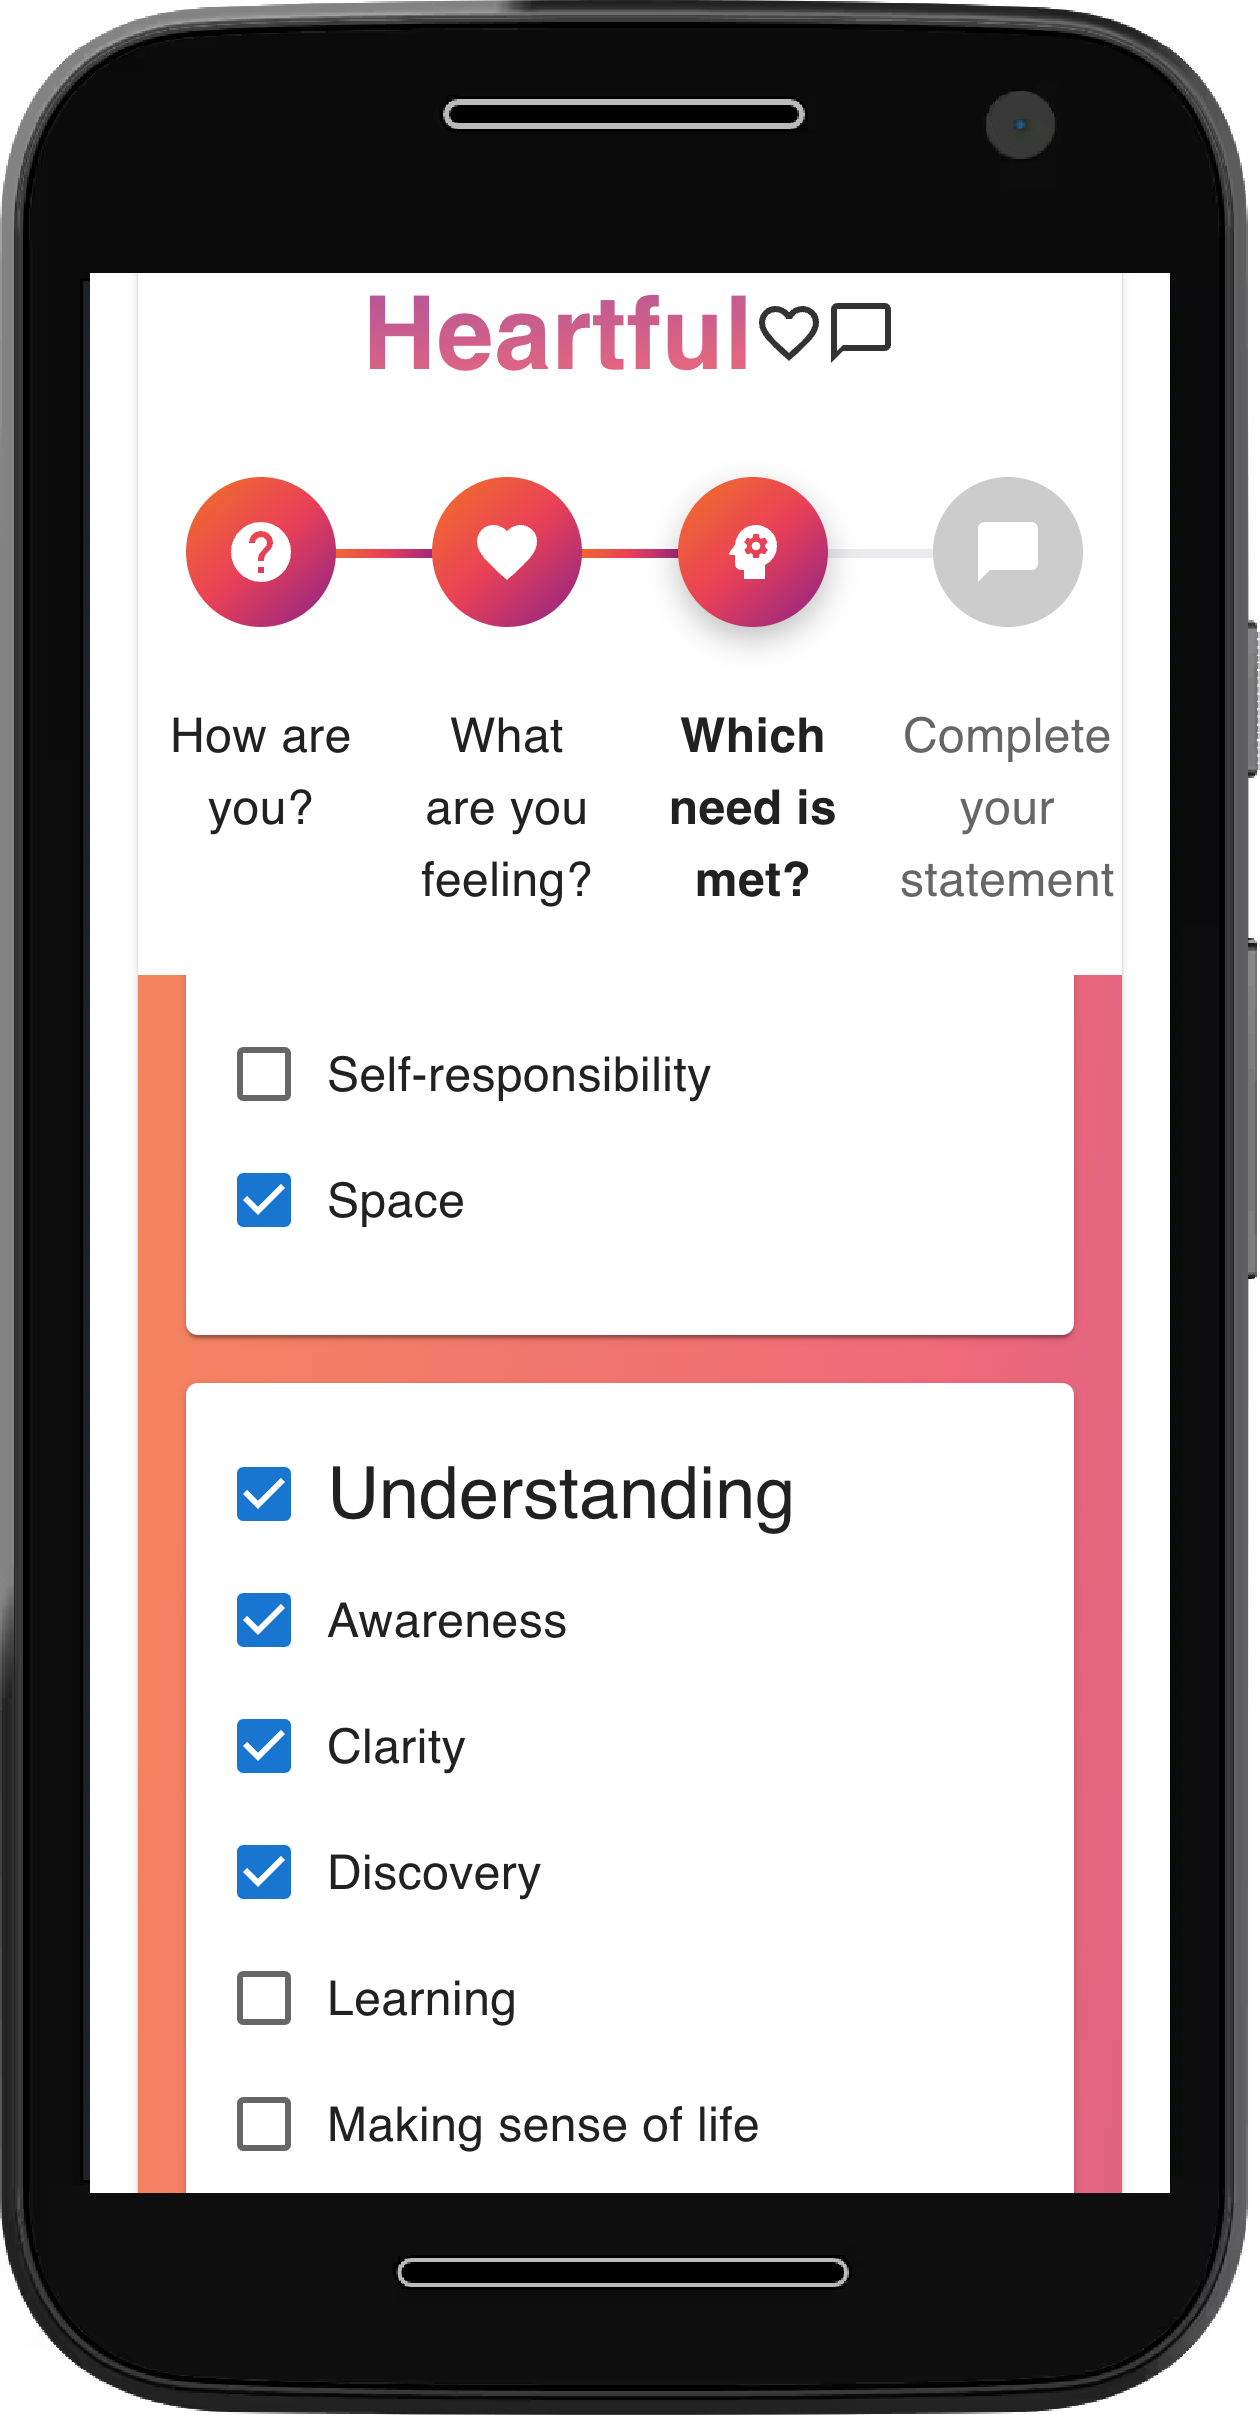 Heartful
How are
you?
What
are you
feeling?
Which
need is
met?
Complete
your
statement
Self-responsibility
Space
Understanding
Awareness
Clarity
Discovery
Learning
Making sense of life